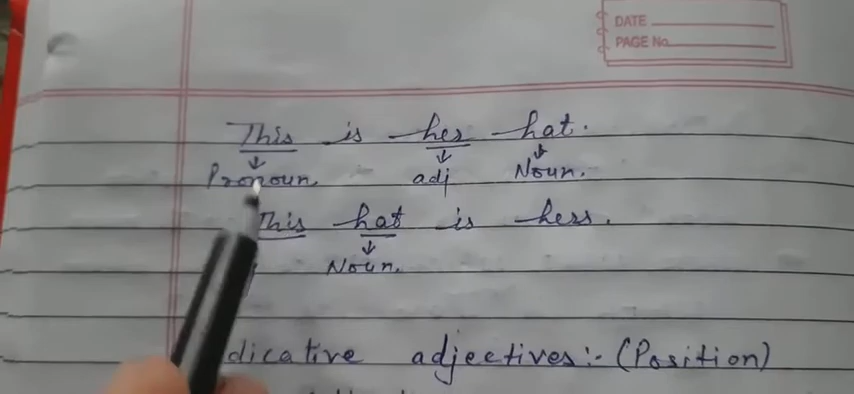 DATE
PAGE No.
This is her hat.
Pronoun adj Noun.
This hat is hers.
Noun.
dicative adjectives:- (Position)